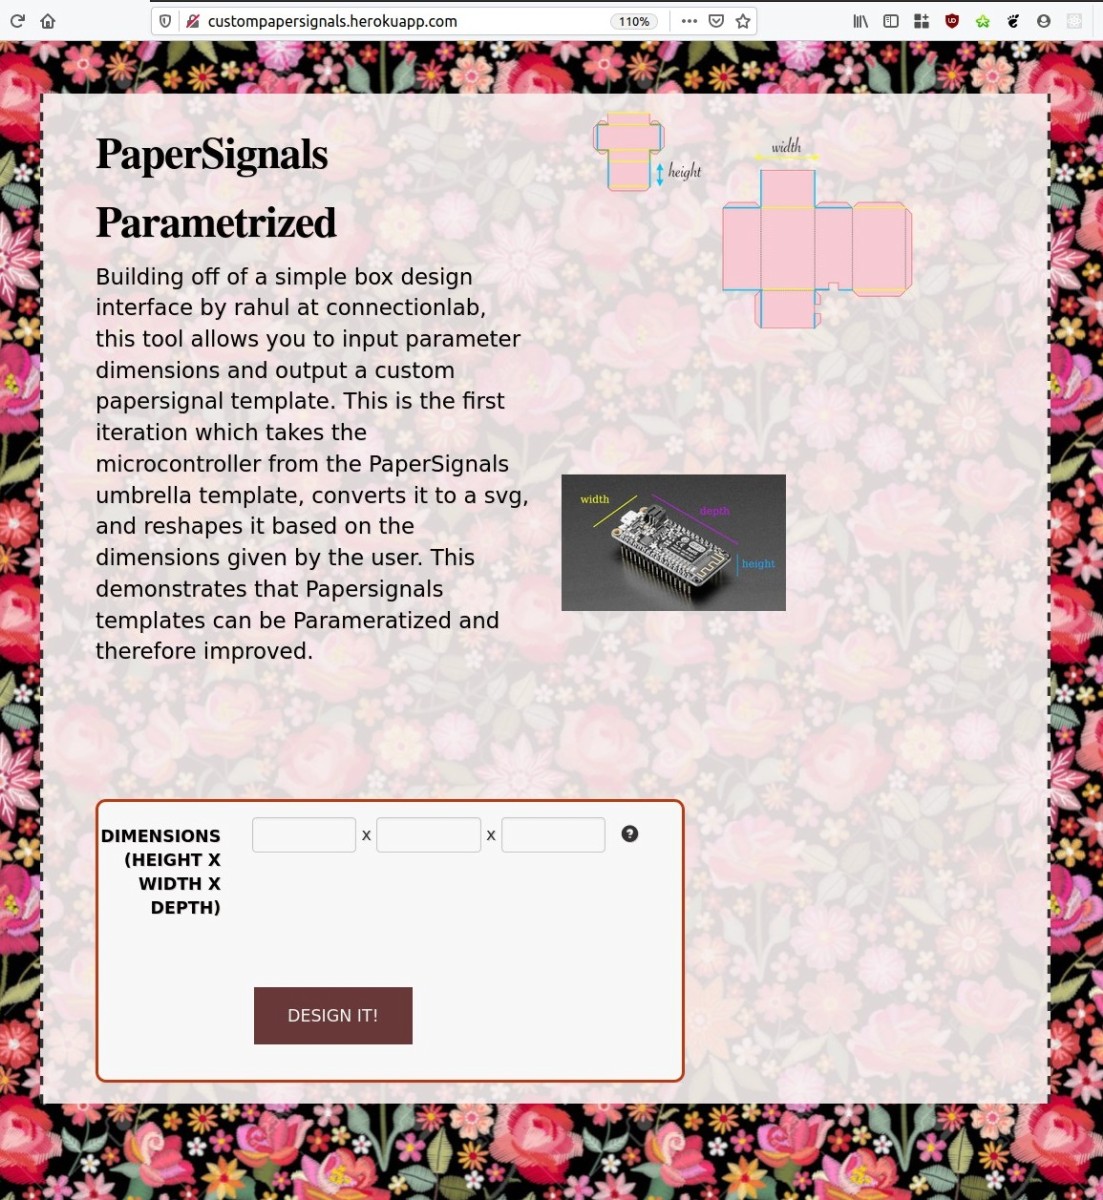 custompapersignals.herokuapp.com
110%
PaperSignals
Parametrized
Building off of a simple box design
interface by rahul at connectionlab,
this tool allows you to input parameter
dimensions and output a custom
papersignal template. This is the first
iteration which takes the
microcontroller from the PaperSignals
umbrella template, converts it to a svg,
and reshapes it based on the
dimensions given by the user. This
demonstrates that Papersignals
templates can be Parameratized and
therefore improved.
height
width
width
depth
height
DIMENSIONS
(HEIGHT X
WIDTH X
DEPTH)
x
x
?
DESIGN IT!